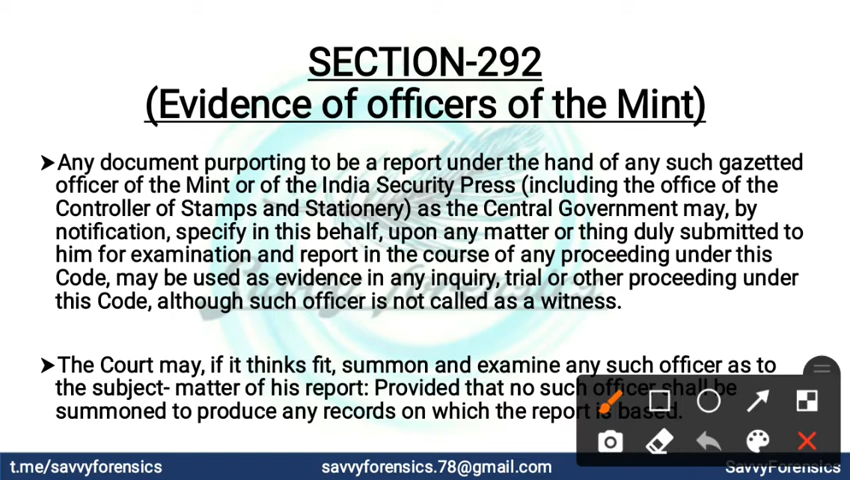 SECTION-292
(Evidence of officers of the Mint)
➤Any document purporting to be a report under the hand of any such gazetted
officer of the Mint or of the India Security Press (including the office of the
Controller of Stamps and Stationery) as the Central Government may, by
notification, specify in this behalf, upon any matter or thing duly submitted to
him for examination and report in the course of any proceeding under this
Code, may be used as evidence in any inquiry, trial or other proceeding under
this Code, although such officer is not called as a witness.
➤The Court may, if it thinks fit, summon and examine any such officer as to
the subject- matter of his report: Provided that no such officer shall be
summoned to produce any records on which the report is based.
t.me/savvyforensics
savvyforensics.78@gmail.com
SavvyForensics